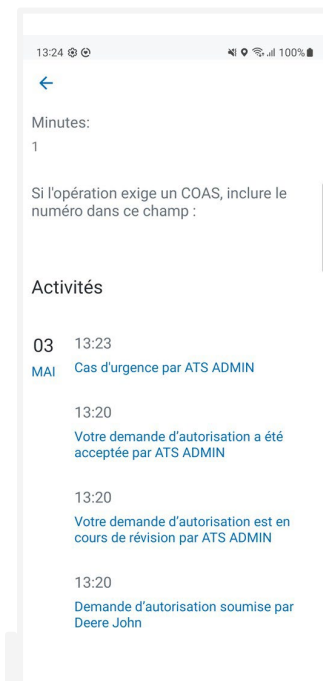 13:24 100%
Minutes:
1
Si l'opération exige un COAS, inclure le
numéro dans ce champ :
Activités
03 13:23
MAI Cas d'urgence par ATS ADMIN
13:20
Votre demande d'autorisation a été
acceptée par ATS ADMIN
13:20
Votre demande d’autorisation est en
cours de révision par ATS ADMIN
13:20
Demande d’autorisation soumise par
Deere John